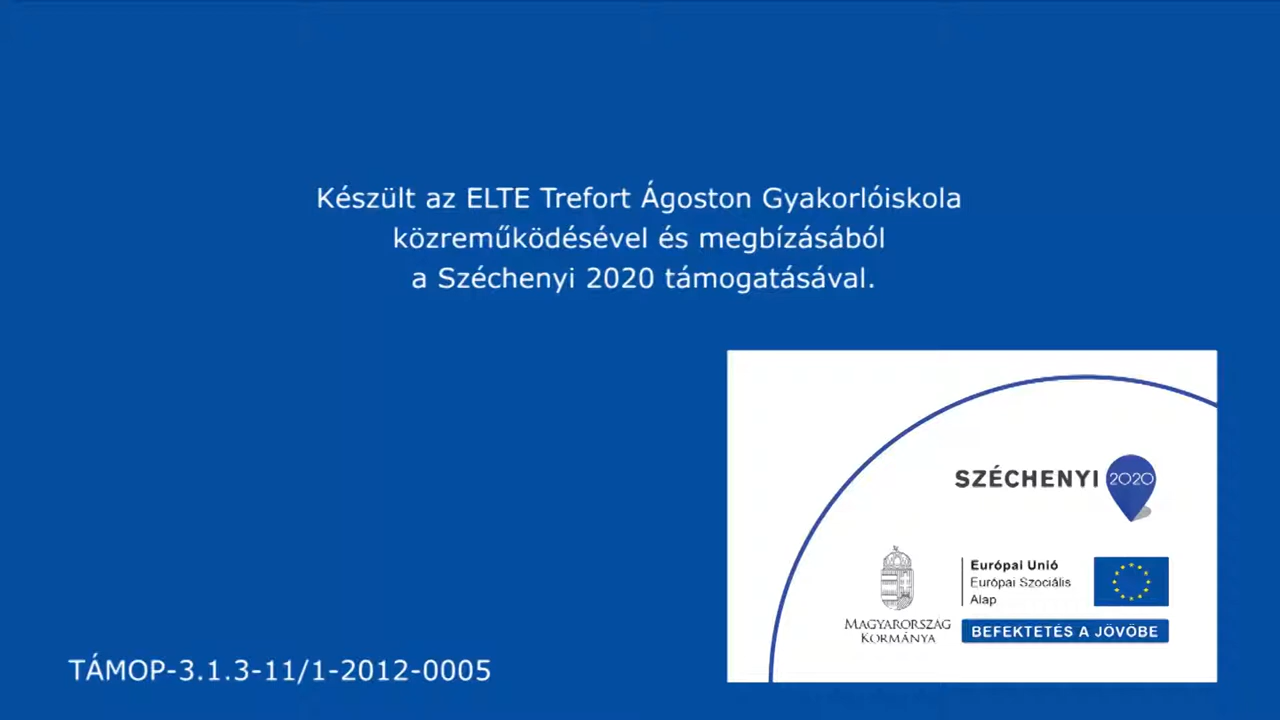 Készült az ELTE Trefort Ágoston Gyakorlóiskola
közreműködésével és megbízásából
a Széchenyi 2020 támogatásával.
SZÉCHENYI 2020
MAGYARORSZÁG
KORMÁNYA
Európai Unió
Európai Szociális
Alap
BEFEKTETÉS A JÖVŐBE
TÁMOP-3.1.3-11/1-2012-0005